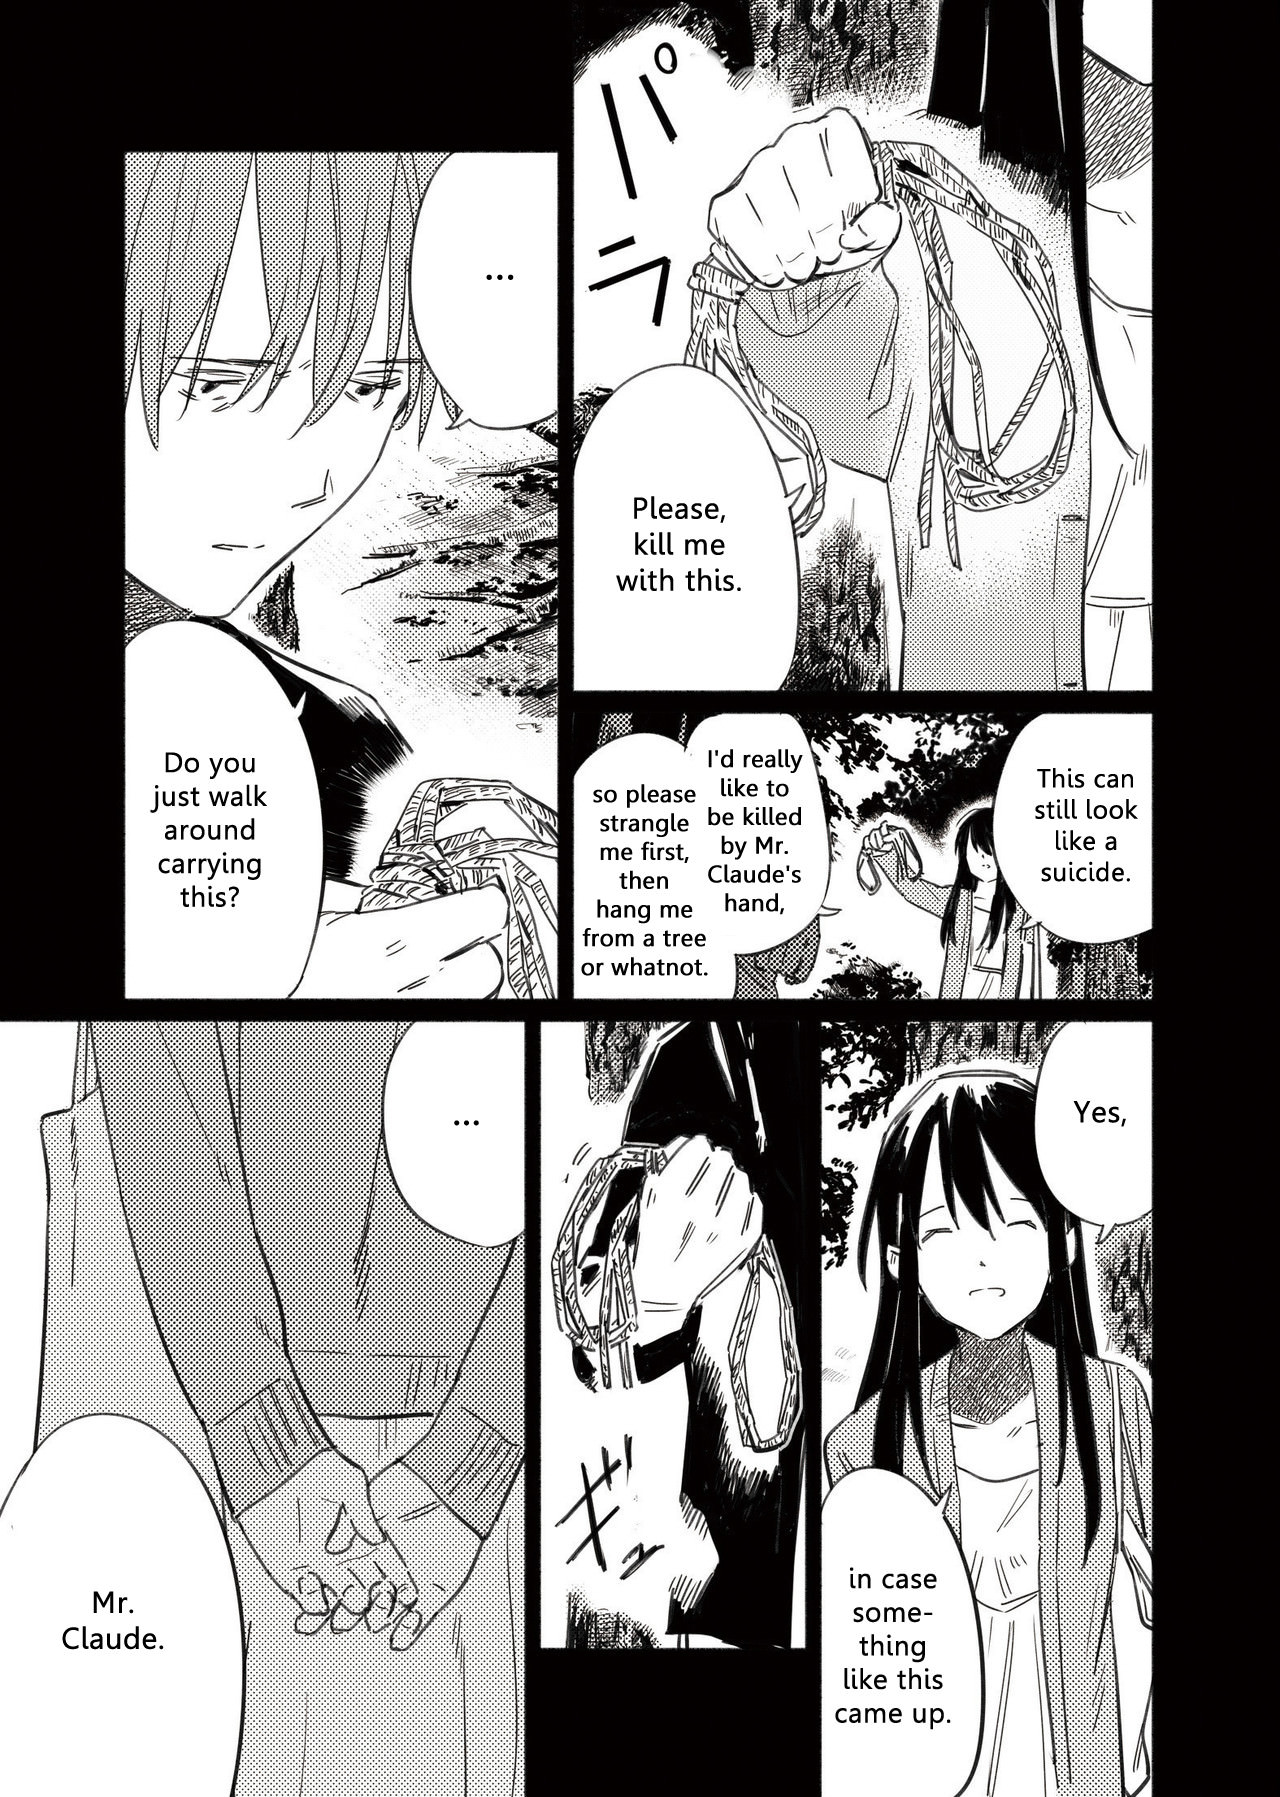 パラ
Please,
kill me
with this.
...
Do you
just walk
around
carrying
this?
This can
still look
like a
suicide.
I'd really
like to
be killed
by Mr.
Claude's
hand,
so please
strangle
me first,
then
hang me
from a tree
or whatnot.
Yes,
in case
some-
thing
like this
came up.
ギュ
...
Mr.
Claude.